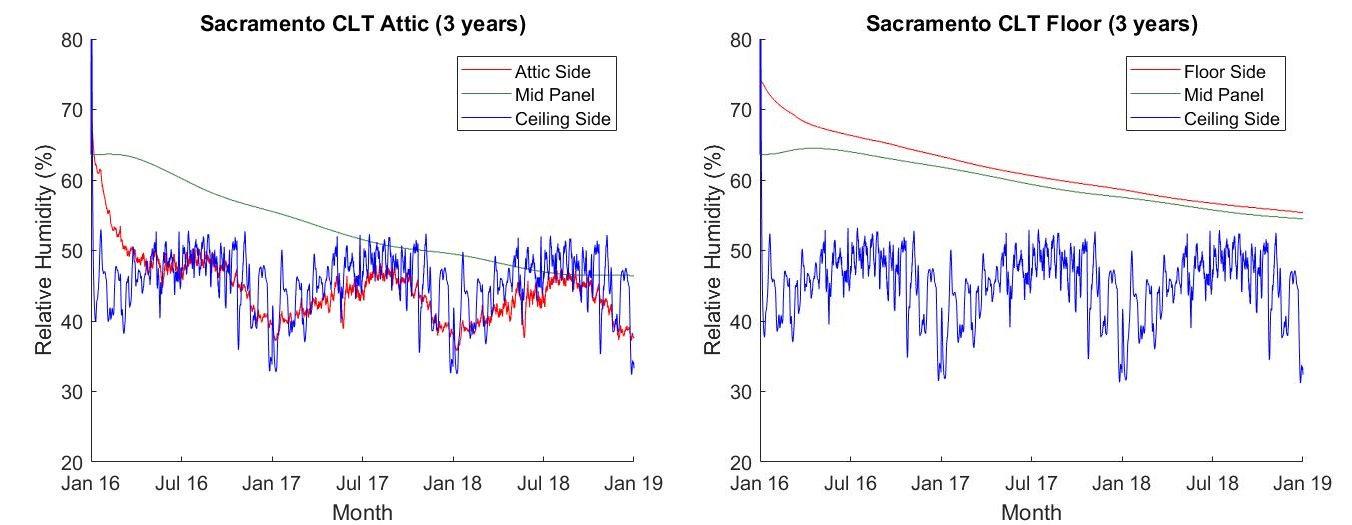 Sacramento CLT Attic (3 years)
80
70
60
50
40
30
20
Relative Humidity (%)
Attic Side
Mid Panel
Ceiling Side
Jan 16 Jul 16 Jan 17 Jul 17 Jan 18 Jul 18 Jan 19
Month
Sacramento CLT Floor (3 years)
80
70
60
50
40
30
20
Relative Humidity (%)
Floor Side
Mid Panel
Ceiling Side
Jan 16 Jul 16 Jan 17 Jul 17 Jan 18 Jul 18 Jan 19
Month